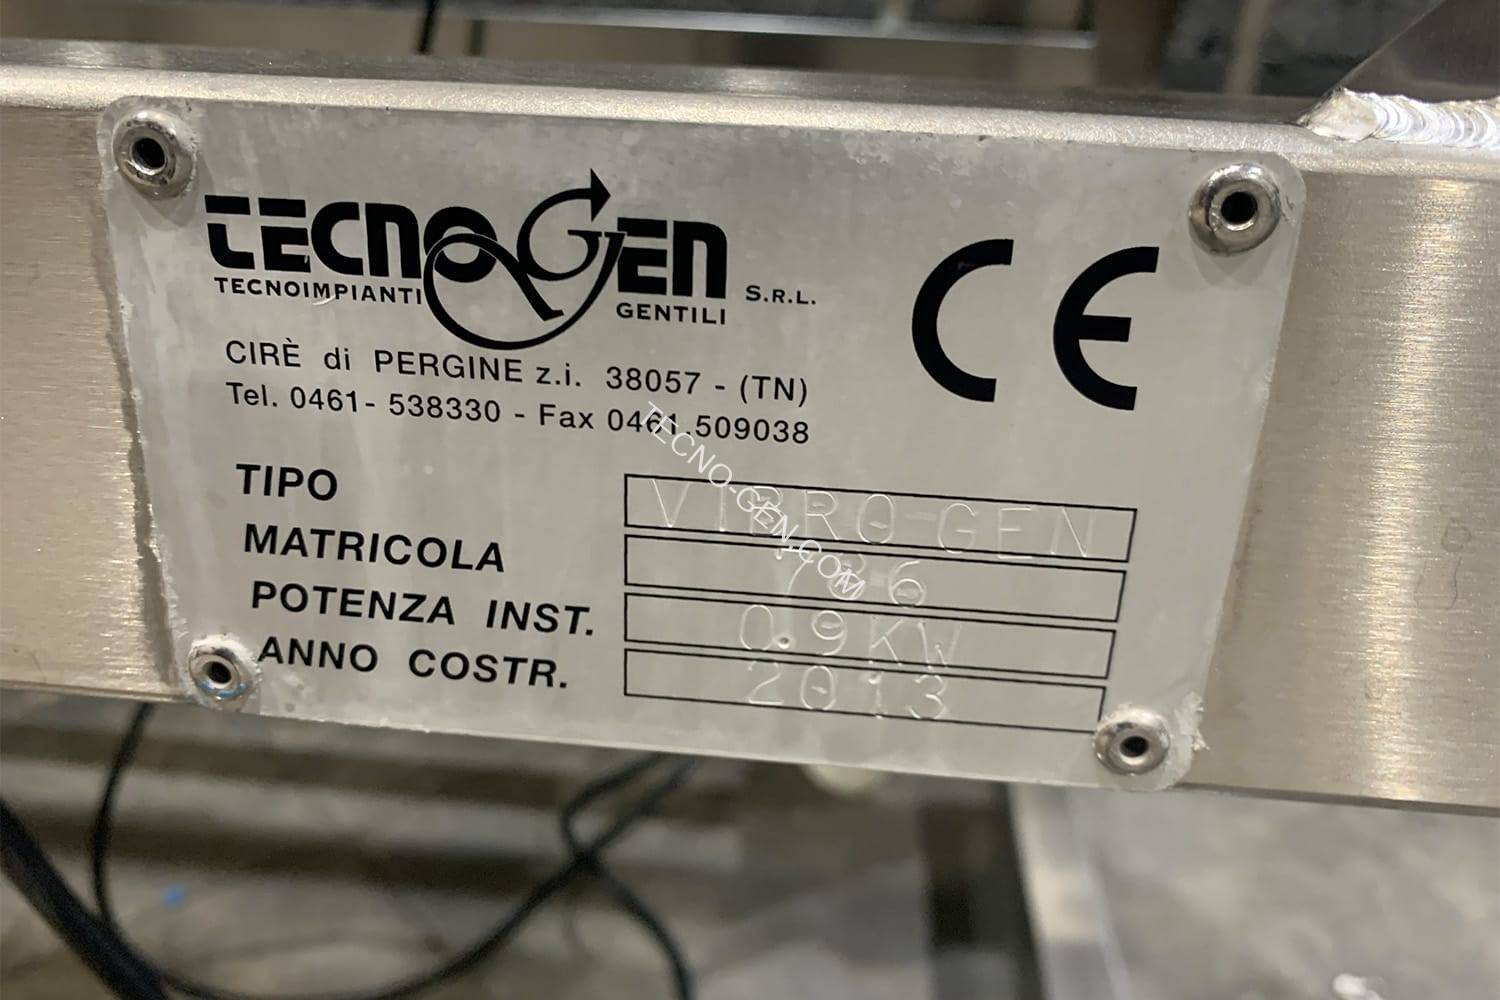 TECNOGEN S.R.L.
TECNOIMPIANTI GENTILI
CE
CIRÈ di PERGINE z.i. 38057 - (TN)
Tel. 0461- 538330 - Fax 0461.509038
TIPO VIBRO-GEN
MATRICOLA
POTENZA INST. 0.9KW
ANNO COSTR. 2013
TECNO-GEN.COM